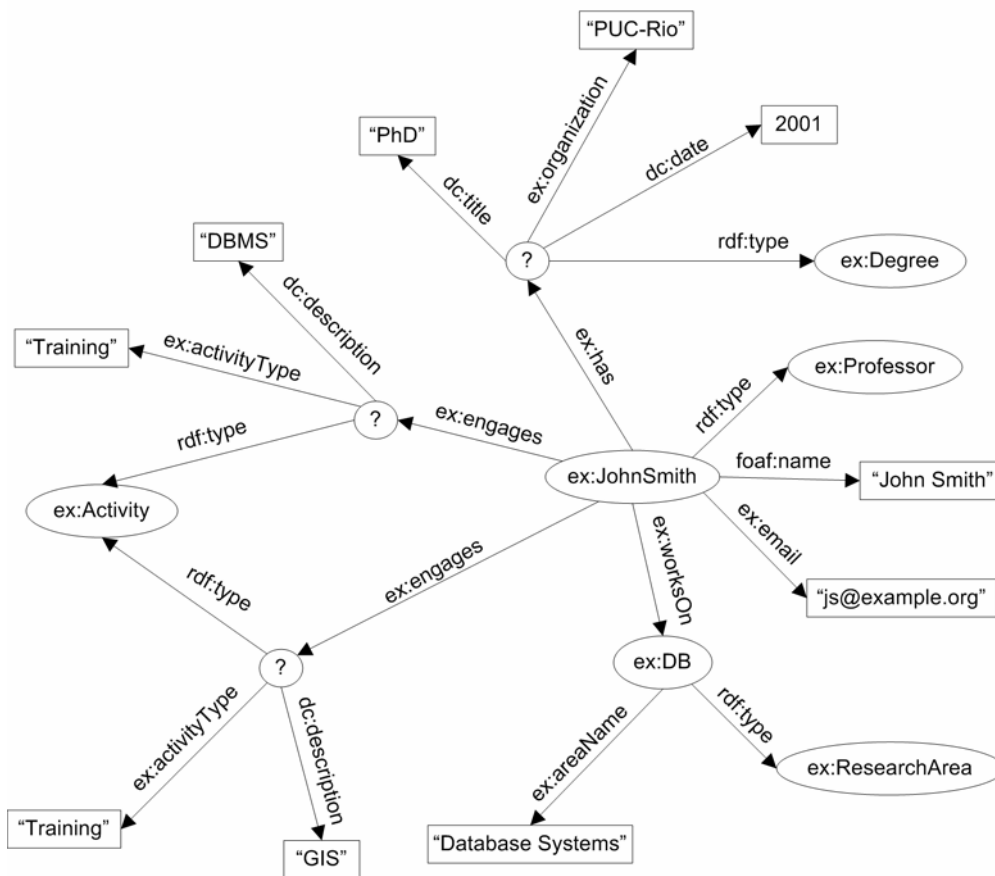 “PUC-Rio”
2001
“PhD”
ex:organization
dc:date
dc:title
“DBMS”
?
rdf:type
ex:Degree
dc:description
“Training”
ex:activityType
ex:has
ex:Professor
rdf:type
?
ex:engages
rdf:type
foaf:name
ex:JohnSmith
“John Smith”
ex:Activity
ex:email
ex:worksOn
ex:engages
rdf:type
“js@example.org”
?
ex:DB
ex:activityType
dc:description
ex:areaName
rdf:type
ex:ResearchArea
“Training”
“GIS”
“Database Systems”